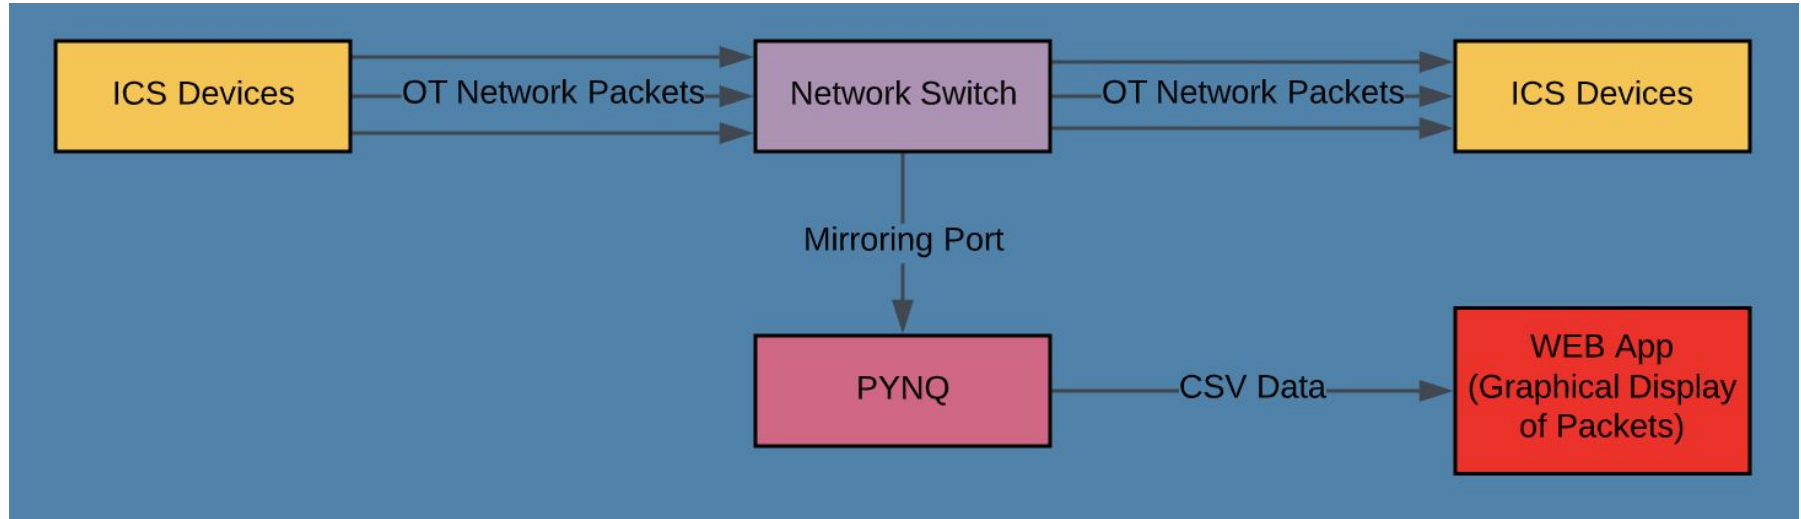 ICS Devices
OT Network Packets
Network Switch
OT Network Packets
ICS Devices
Mirroring Port
PYNQ
CSV Data
WEB App
(Graphical Display
of Packets)